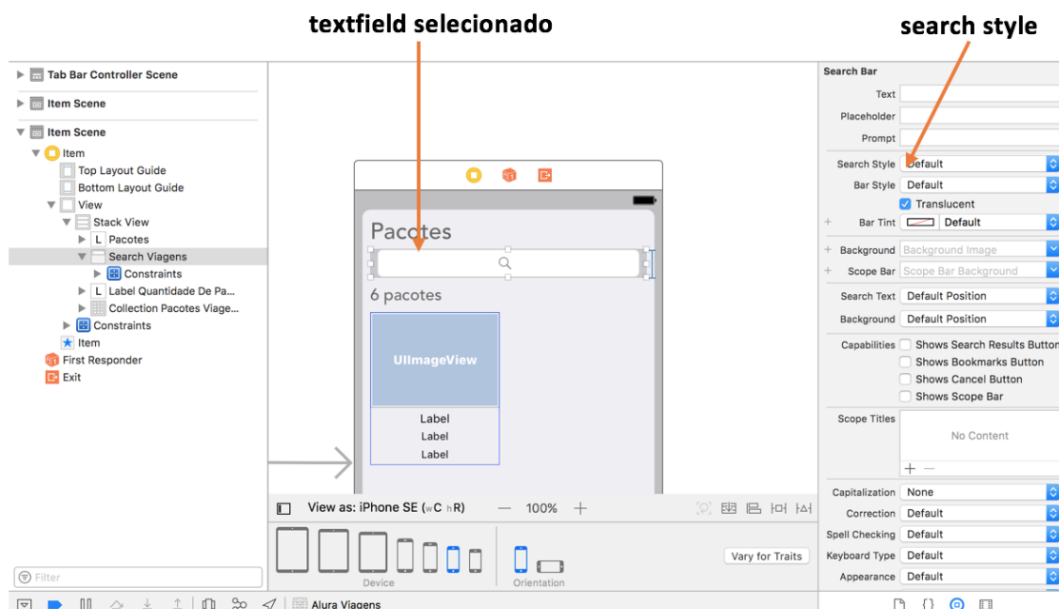 textfield selecionado
search style
Tab Bar Controller Scene
Item Scene
Item Scene
Item
Top Layout Guide
Bottom Layout Guide
View
Stack View
L Pacotes
Search Viagens
Constraints
L Label Quantidade De Pa...
Collection Pacotes Viage...
Constraints
Item
First Responder
Exit
Filter
Pacotes
6 pacotes
UIImageView
Label
Label
Label
View as: iPhone SE (wC hR)
— 100% +
Device
Orientation
Vary for Traits
Alura Viagens
Search Bar
Text
Placeholder
Prompt
Search Style Default
Bar Style Default
Translucent
+ Bar Tint Default
+ Background Background Image
+ Scope Bar Scope Bar Background
Search Text Default Position
Background Default Position
Capabilities Shows Search Results Button
Shows Bookmarks Button
Shows Cancel Button
Shows Scope Bar
Scope Titles
No Content
+ —
Capitalization None
Correction Default
Spell Checking Default
Keyboard Type Default
Appearance Default
{ }